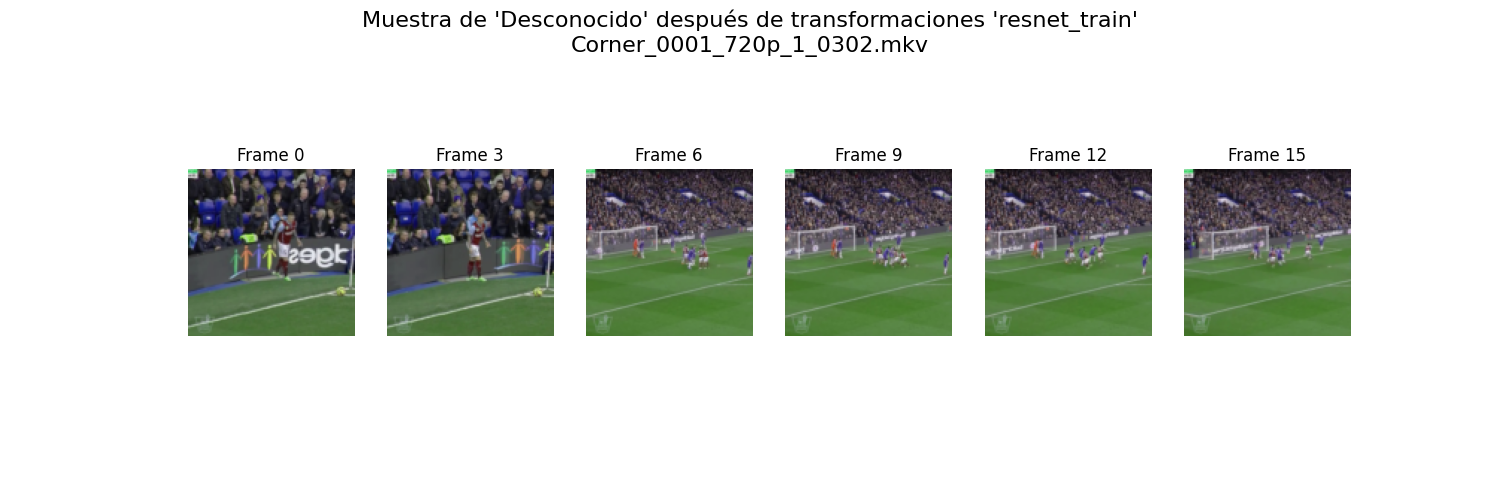 Muestra de 'Desconocido' después de transformaciones 'resnet_train'
Corner_0001_720p_1_0302.mkv
Frame 0
Frame 3
Frame 6
Frame 9
Frame 12
Frame 15